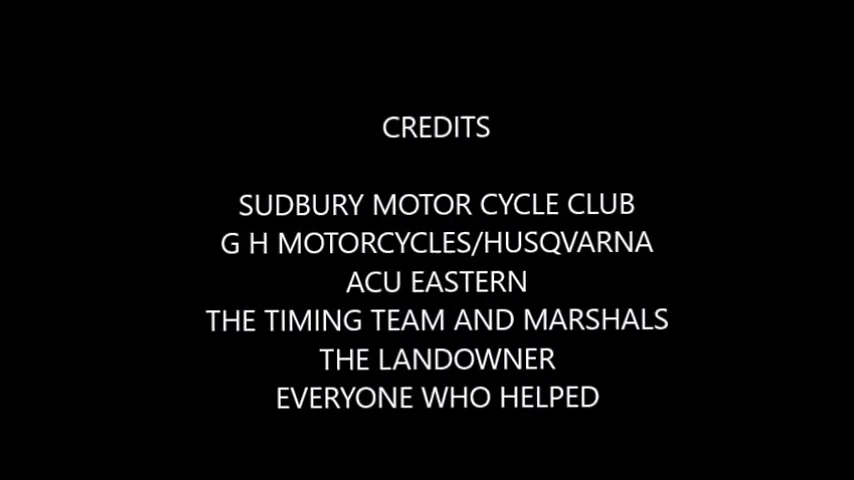 CREDITS
SUDBURY MOTOR CYCLE CLUB
G H MOTORCYCLES/HUSQVARNA
ACU EASTERN
THE TIMING TEAM AND MARSHALS
THE LANDOWNER
EVERYONE WHO HELPED